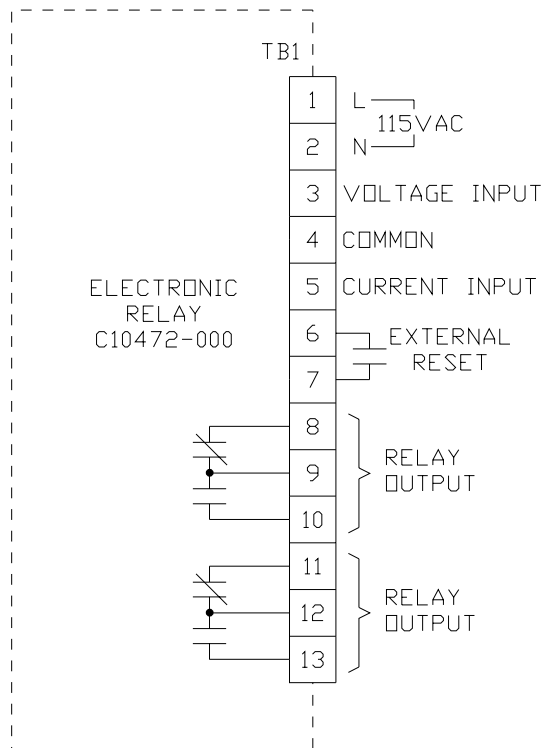 TB1
1 L
115VAC
2 N
3 VOLTAGE INPUT
4 COMMON
5 CURRENT INPUT
ELECTRONIC
RELAY
C10472-000
6
EXTERNAL
RESET
7
8
9
RELAY
OUTPUT
10
11
12
RELAY
OUTPUT
13